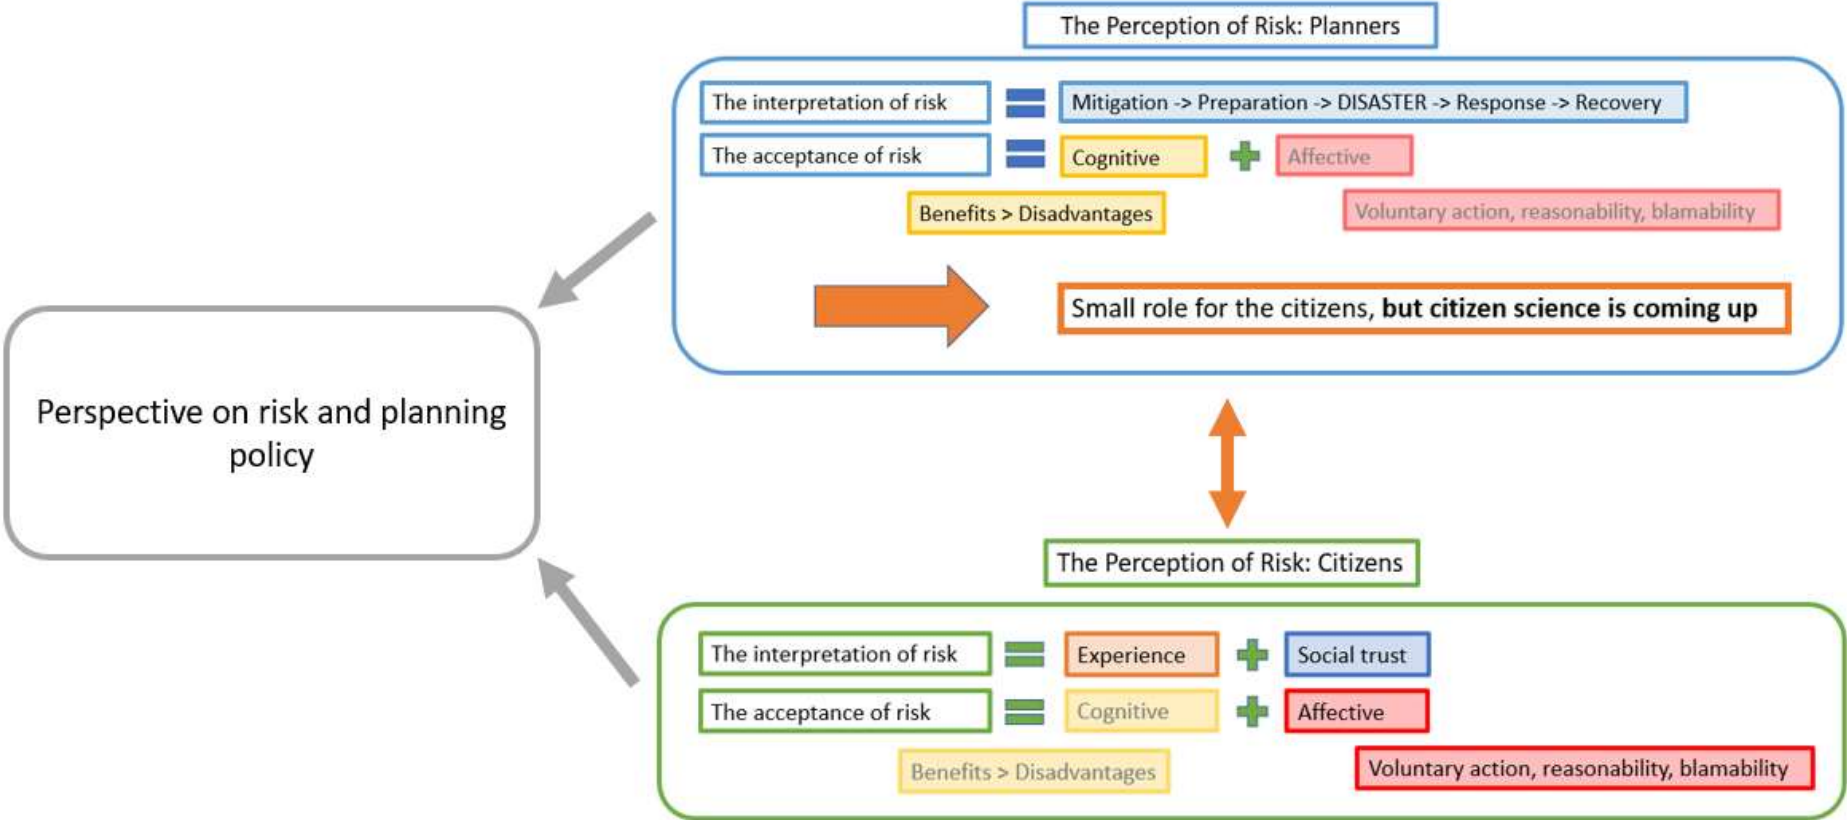 The Perception of Risk: Planners
The interpretation of risk
Mitigation -> Preparation -> DISASTER -> Response -> Recovery
The acceptance of risk
Cognitive
Affective
Benefits > Disadvantages
Voluntary action, reasonability, blamability
Small role for the citizens, but citizen science is coming up
Perspective on risk and planning
policy
The Perception of Risk: Citizens
The interpretation of risk
Experience
Social trust
The acceptance of risk
Cognitive
Affective
Benefits > Disadvantages
Voluntary action, reasonability, blamability